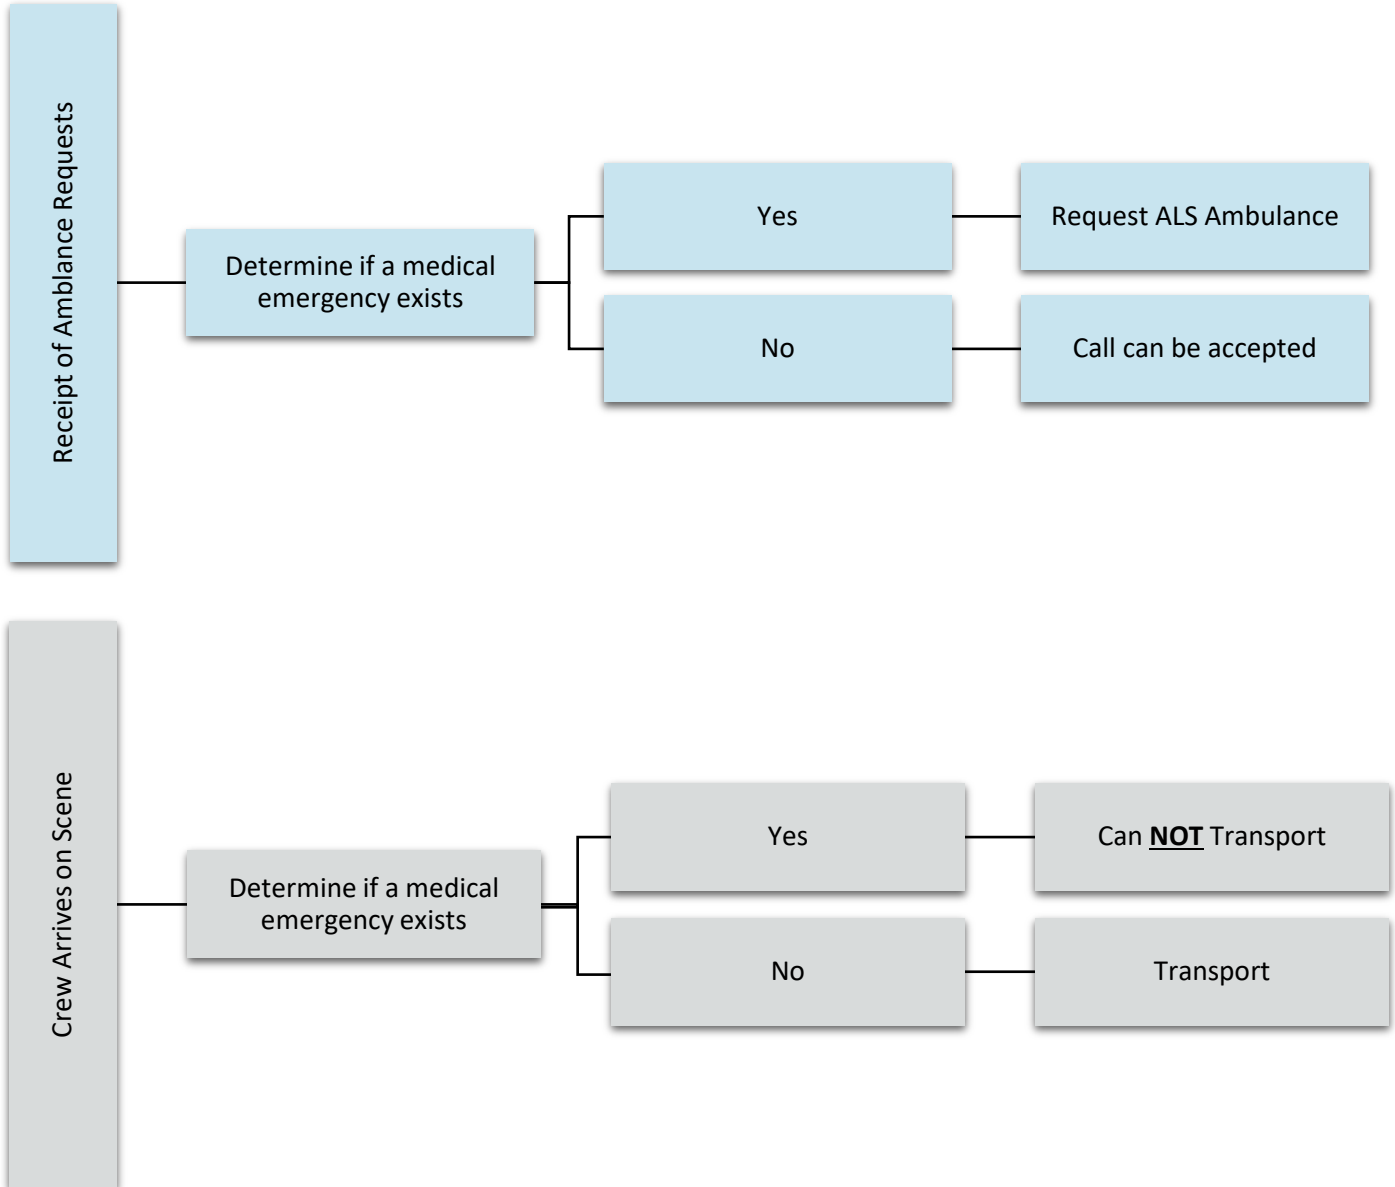 Receipt of Amblance Requests
Determine if a medical
emergency exists
Yes
Request ALS Ambulance
No
Call can be accepted
Crew Arrives on Scene
Determine if a medical
emergency exists
Yes
Can NOT Transport
No
Transport